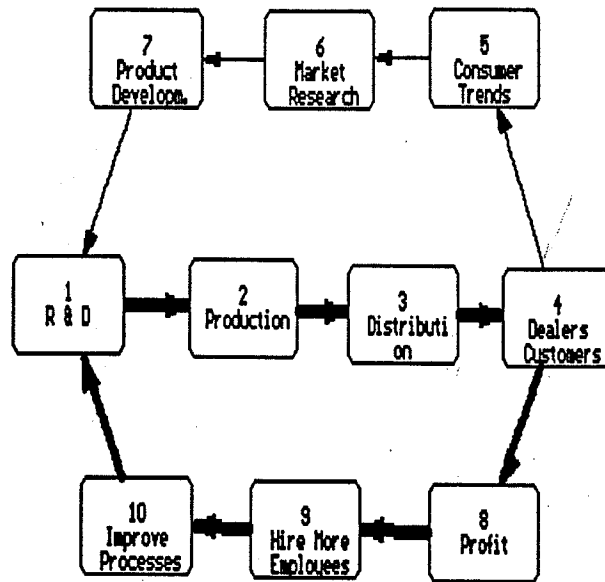 7
Product
Developm.
6
Market
Research
5
Consumer
Trends
1
R & D
2
Production
3
Distributi
on
4
Dealers
Customers
10
Improve
Processes
9
Hire More
Employees
8
Profit